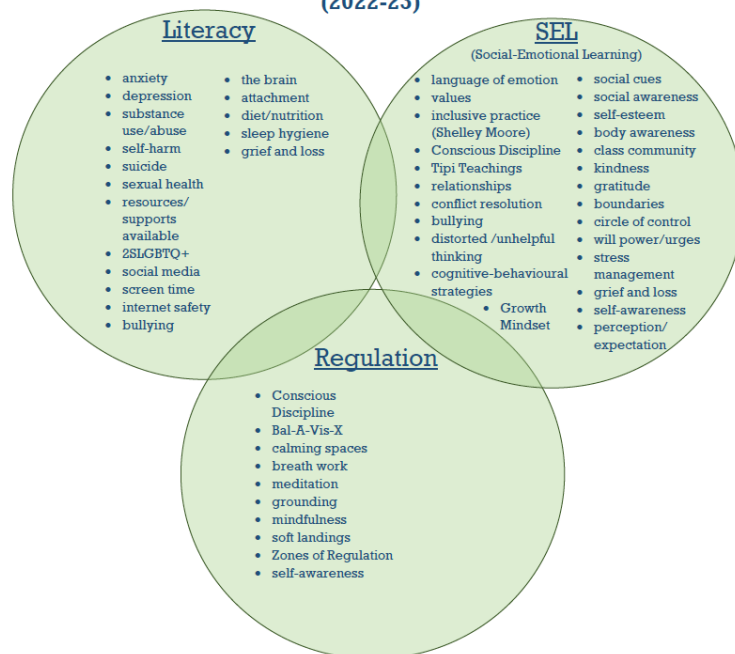 (2022-23)
Literacy
• anxiety
• depression
• substance
use/abuse
• self-harm
• suicide
• sexual health
• resources/
supports
available
• 2SLGBTQ+
• social media
• screen time
• internet safety
• bullying
• the brain
• attachment
• diet/nutrition
• sleep hygiene
• grief and loss
SEL
(Social-Emotional Learning)
• language of emotion
• values
• inclusive practice
(Shelley Moore)
• Conscious Discipline
• Tipi Teachings
• relationships
• conflict resolution
• bullying
• distorted /unhelpful
thinking
• cognitive-behavioural
strategies
• Growth
Mindset
• social cues
• social awareness
• self-esteem
• body awareness
• class community
• kindness
• gratitude
• boundaries
• circle of control
• will power/urges
• stress
management
• grief and loss
• self-awareness
• perception/
expectation
Regulation
• Conscious
Discipline
• Bal-A-Vis-X
• calming spaces
• breath work
• meditation
• grounding
• mindfulness
• soft landings
• Zones of Regulation
• self-awareness